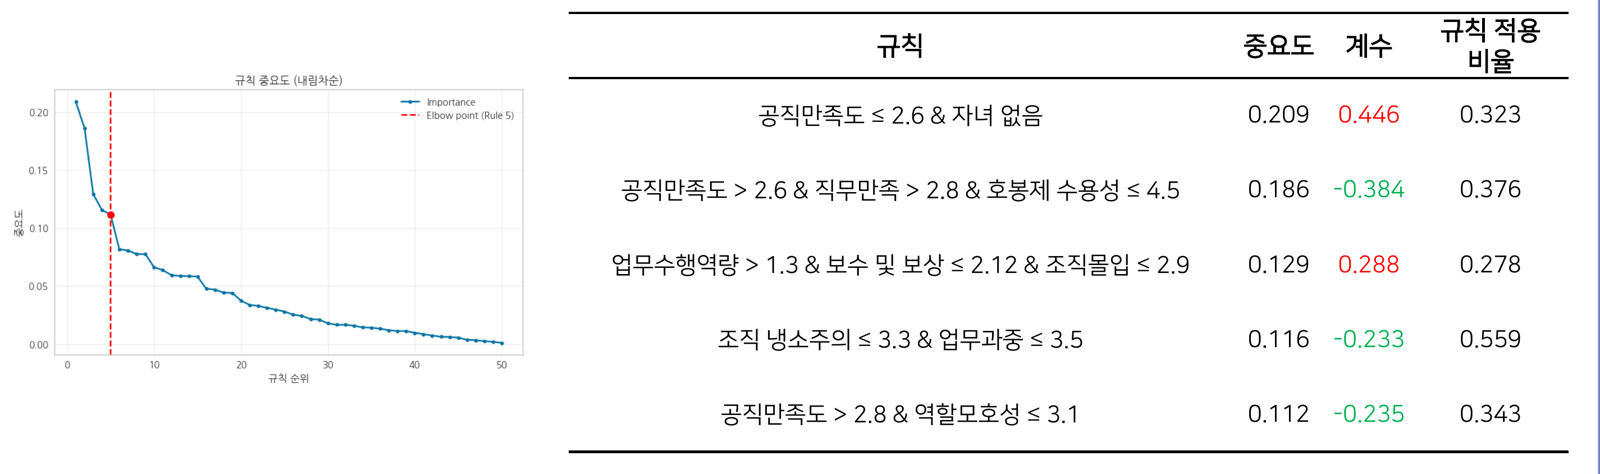 규칙 중요도 (내림차순)
Importance
Elbow point (Rule 5)
중요도
0.20
0.15
0.10
0.05
0.00
0 10 20 30 40 50
규칙 순위
규칙 중요도 계수 규칙 적용
비율
공직만족도 ≤ 2.6 & 자녀 없음 0.209 0.446 0.323
공직만족도 > 2.6 & 직무만족 > 2.8 & 호봉제 수용성 ≤ 4.5 0.186 -0.384 0.376
업무수행역량 > 1.3 & 보수 및 보상 ≤ 2.12 & 조직몰입 ≤ 2.9 0.129 0.288 0.278
조직 냉소주의 ≤ 3.3 & 업무과중 ≤ 3.5 0.116 -0.233 0.559
공직만족도 > 2.8 & 역할모호성 ≤ 3.1 0.112 -0.235 0.343